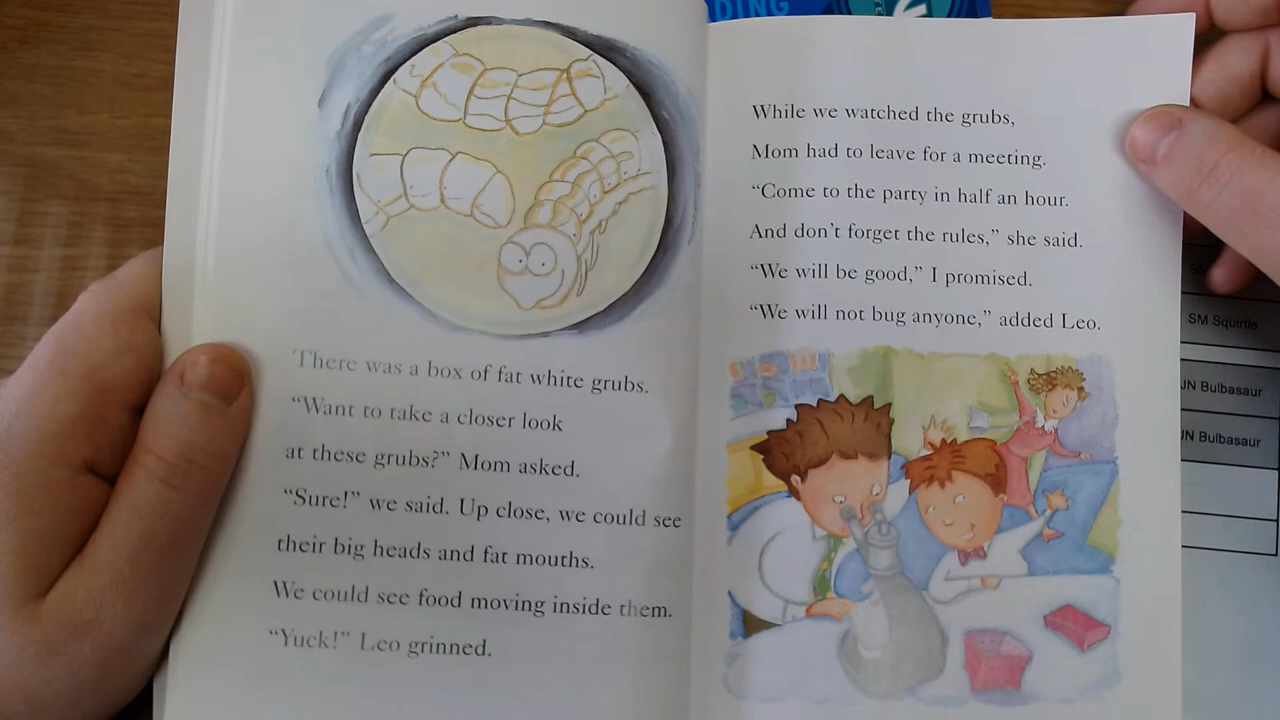 DING
There was a box of fat white grubs.
“Want to take a closer look
at these grubs?” Mom asked.
“Sure!” we said. Up close, we could see
their big heads and fat mouths.
We could see food moving inside them.
“Yuck!” Leo grinned.
While we watched the grubs,
Mom had to leave for a meeting.
“Come to the party in half an hour.
And don’t forget the rules,” she said.
“We will be good,” I promised.
“We will not bug anyone,” added Leo.
SM Squirtle
JN Bulbasaur
JN Bulbasaur